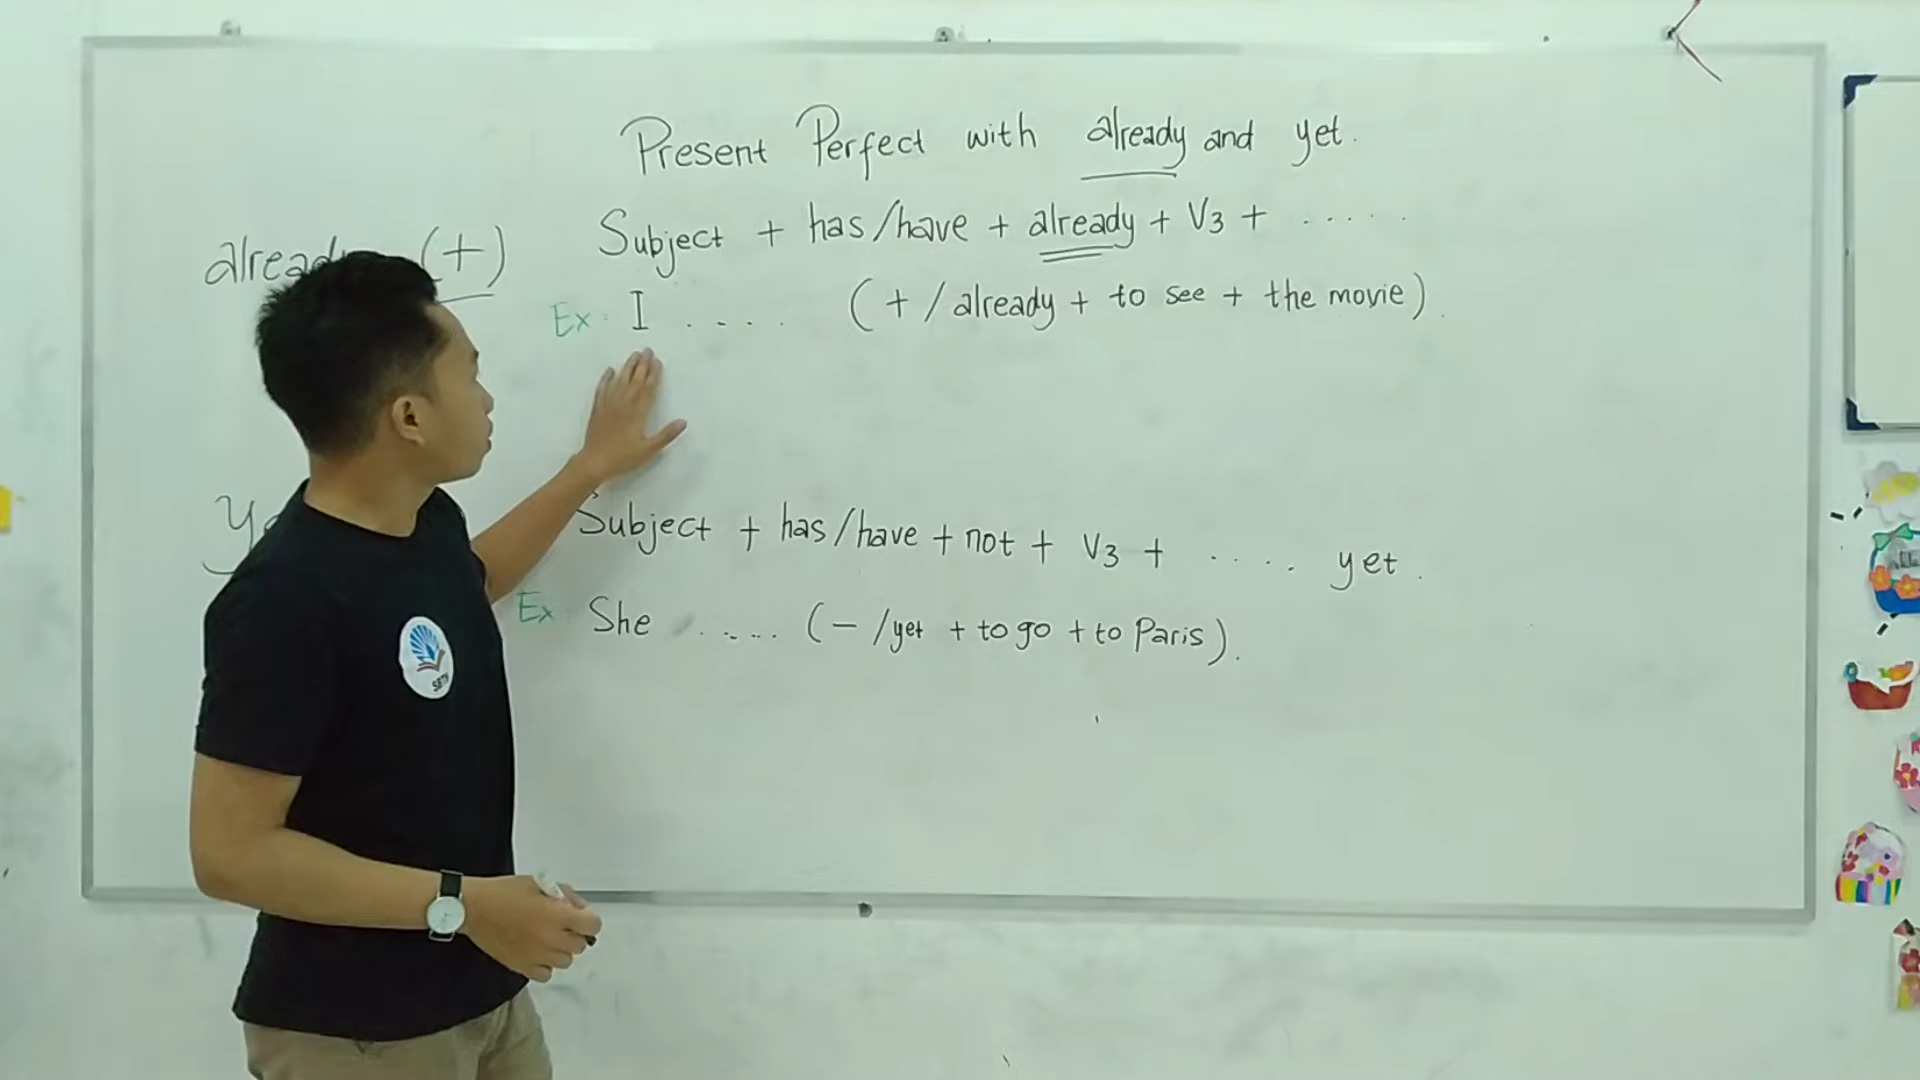 Present Perfect with already and yet.
already (+)
Subject + has/have + already + V3 + .....
Ex: I .... (+ / already + to see + the movie).
Subject + has/have + not + V3 + ..... yet.
Ex: She ..... (- /yet + to go + to Paris).